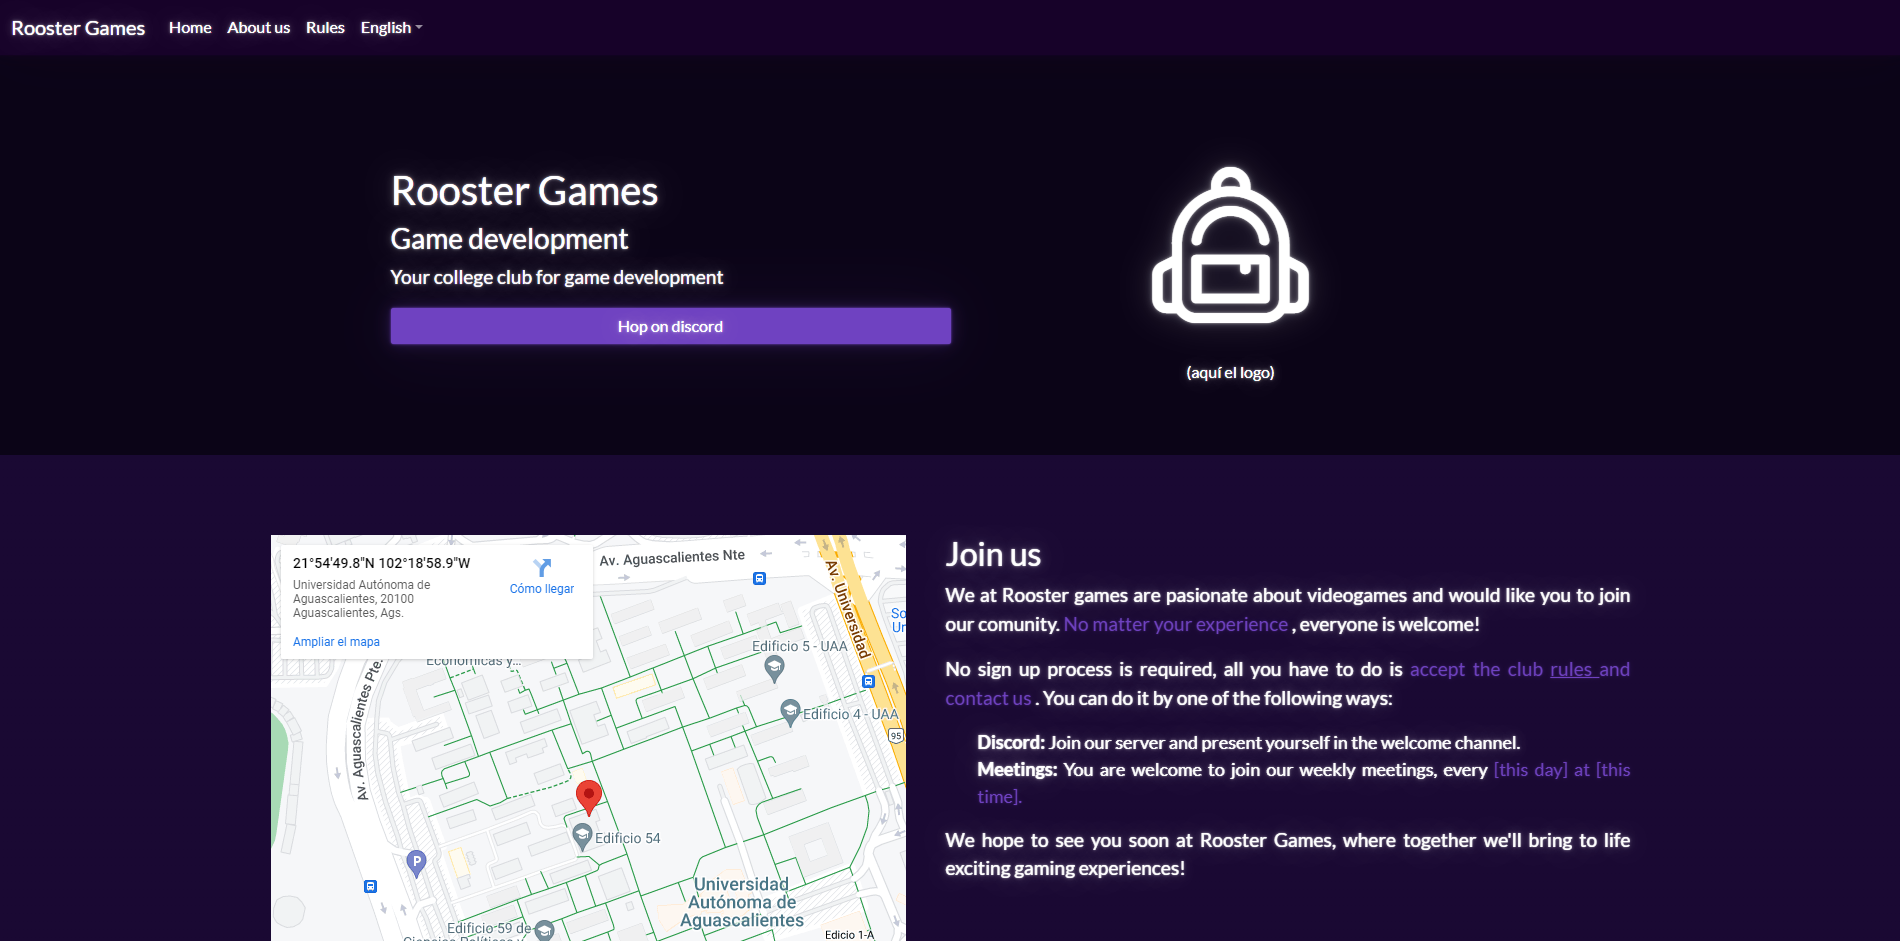 Rooster Games Home About us Rules English
Rooster Games
Game development
Your college club for game development
Hop on discord
(aquí el logo)
21°54'49.8"N 102°18'58.9"W
Universidad Autónoma de
Aguascalientes, 20100
Aguascalientes, Ags.
Cómo llegar
Ampliar el mapa
Av. Aguascalientes Nte
Av. Universidad
Av. Aguascalientes Pte.
Económicas y...
Edificio 5 - UAA
Edificio 4 - UAA
95
Edificio 54
P
Universidad
Autónoma de
Aguascalientes
Edificio 59 de
Edicio 1-A
Join us
We at Rooster games are pasionate about videogames and would like you to join
our comunity. No matter your experience , everyone is welcome!
No sign up process is required, all you have to do is accept the club rules and
contact us . You can do it by one of the following ways:
Discord: Join our server and present yourself in the welcome channel.
Meetings: You are welcome to join our weekly meetings, every [this day] at [this
time].
We hope to see you soon at Rooster Games, where together we'll bring to life
exciting gaming experiences!